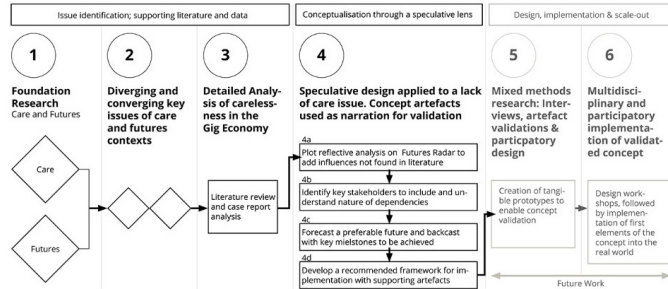 Issue identification; supporting literature and data
Conceptualisation through a speculative lens
Design, implementation & scale-out
1
Foundation
Research
Care and Futures
2
Diverging and
converging key
issues of care
and futures
contexts
3
Detailed Analy-
sis of careless-
ness in the
Gig Economy
4
Speculative design applied to a lack
of care issue. Concept artefacts
used as narration for validation
5
Mixed methods
research: Inter-
views, artefact
validations &
particpatory
design
6
Multidisci-
plinary and
participatory
implementa-
tion of validat-
ed concept
Care
Futures
Literature review
and case report
analysis
4a
Plot reflective analysis on Futures Radar to
add influences not found in literature
4b
Identify key stakeholders to include and un-
derstand nature of dependencies
4c
Forecast a preferable future and backcast
with key mielstones to be achieved
4d
Develop a recommended framework for im-
plementation with supporting artefacts
Creation of tangi-
ble prototypes to
enable concept
validation
Design work-
shops, followed
by implementation
of first
elements of the
concept into the
real world
Future Work